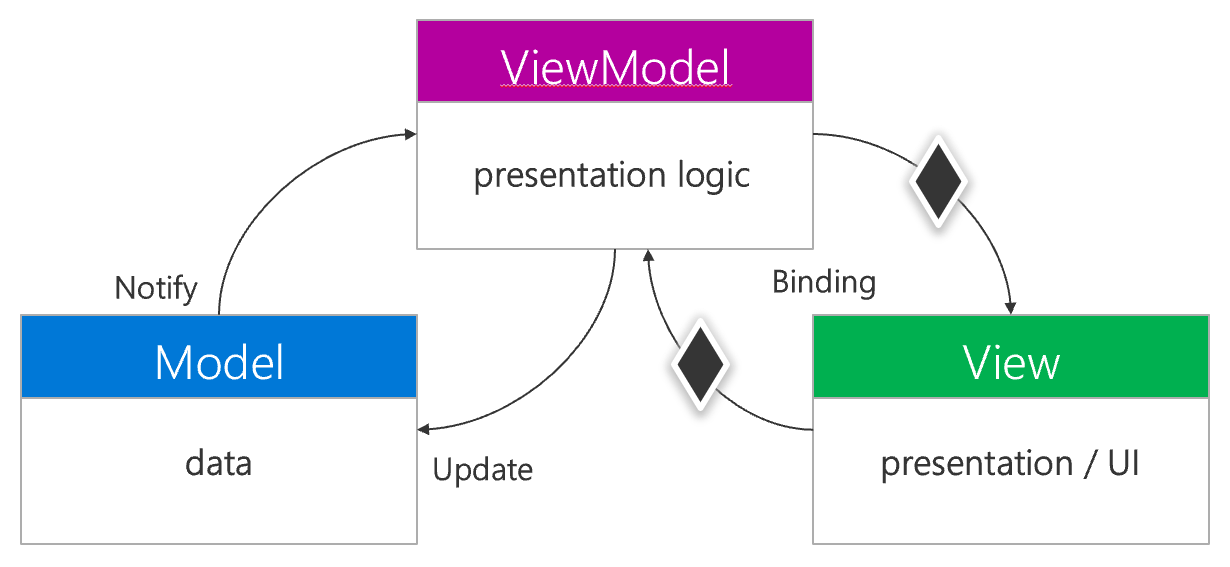 ViewModel
presentation logic
Notify
Binding
Model
View
data
Update
presentation / UI